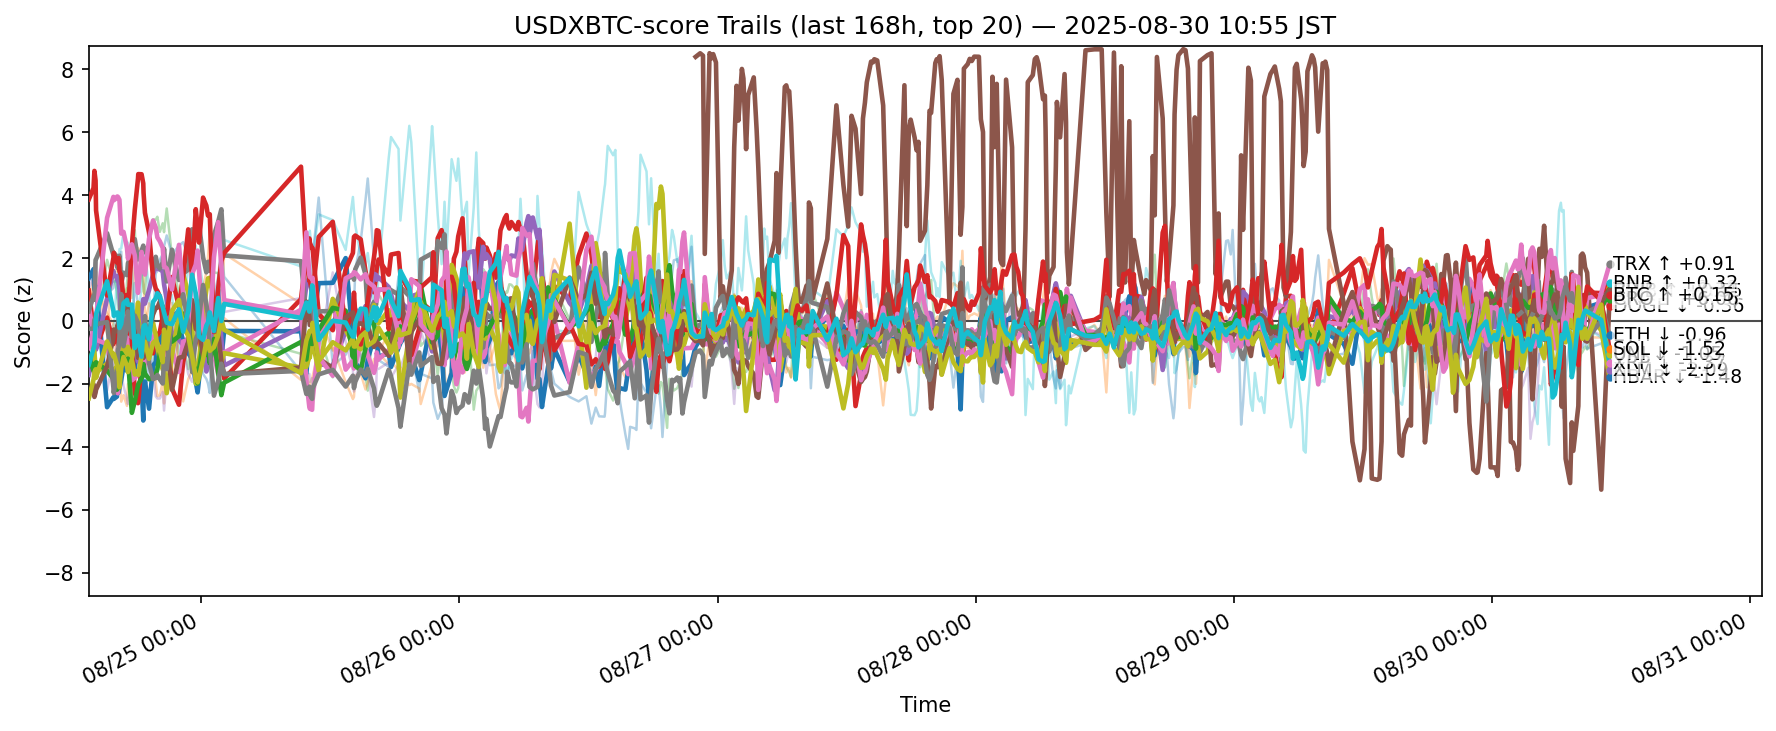 USDXBTC-score Trails (last 168h, top 20) — 2025-08-30 10:55 JST
Score (z)
8
6
4
2
0
−2
−4
−6
−8
TRX ↑ +0.91
BNB ↑ +0.32
BTC ↑ +0.15
ETH ↓ -0.96
SOL ↓ -1.52
HBAR ↓ -1.48
08/25 00:00
08/26 00:00
08/27 00:00
08/28 00:00
08/29 00:00
08/30 00:00
08/31 00:00
Time